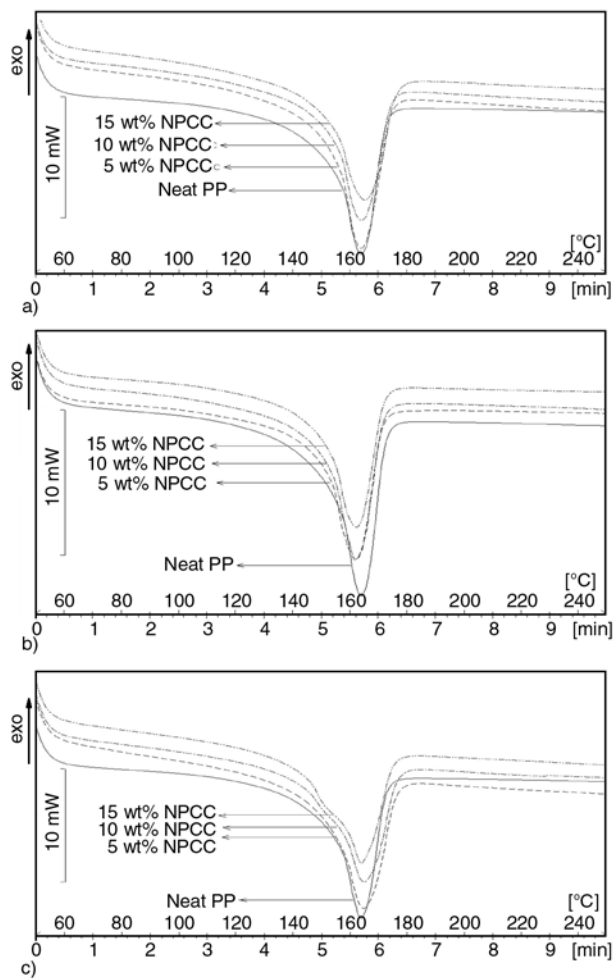 exo
10 mW
15 wt% NPCC
10 wt% NPCC
5 wt% NPCC
Neat PP
[°C]
60 80 100 120 140 160 180 200 220 240
0 1 2 3 4 5 6 7 8 9 [min]
a)
exo
10 mW
15 wt% NPCC
10 wt% NPCC
5 wt% NPCC
Neat PP
[°C]
60 80 100 120 140 160 180 200 220 240
0 1 2 3 4 5 6 7 8 9 [min]
b)
exo
10 mW
15 wt% NPCC
10 wt% NPCC
5 wt% NPCC
Neat PP
[°C]
60 80 100 120 140 160 180 200 220 240
0 1 2 3 4 5 6 7 8 9 [min]
c)